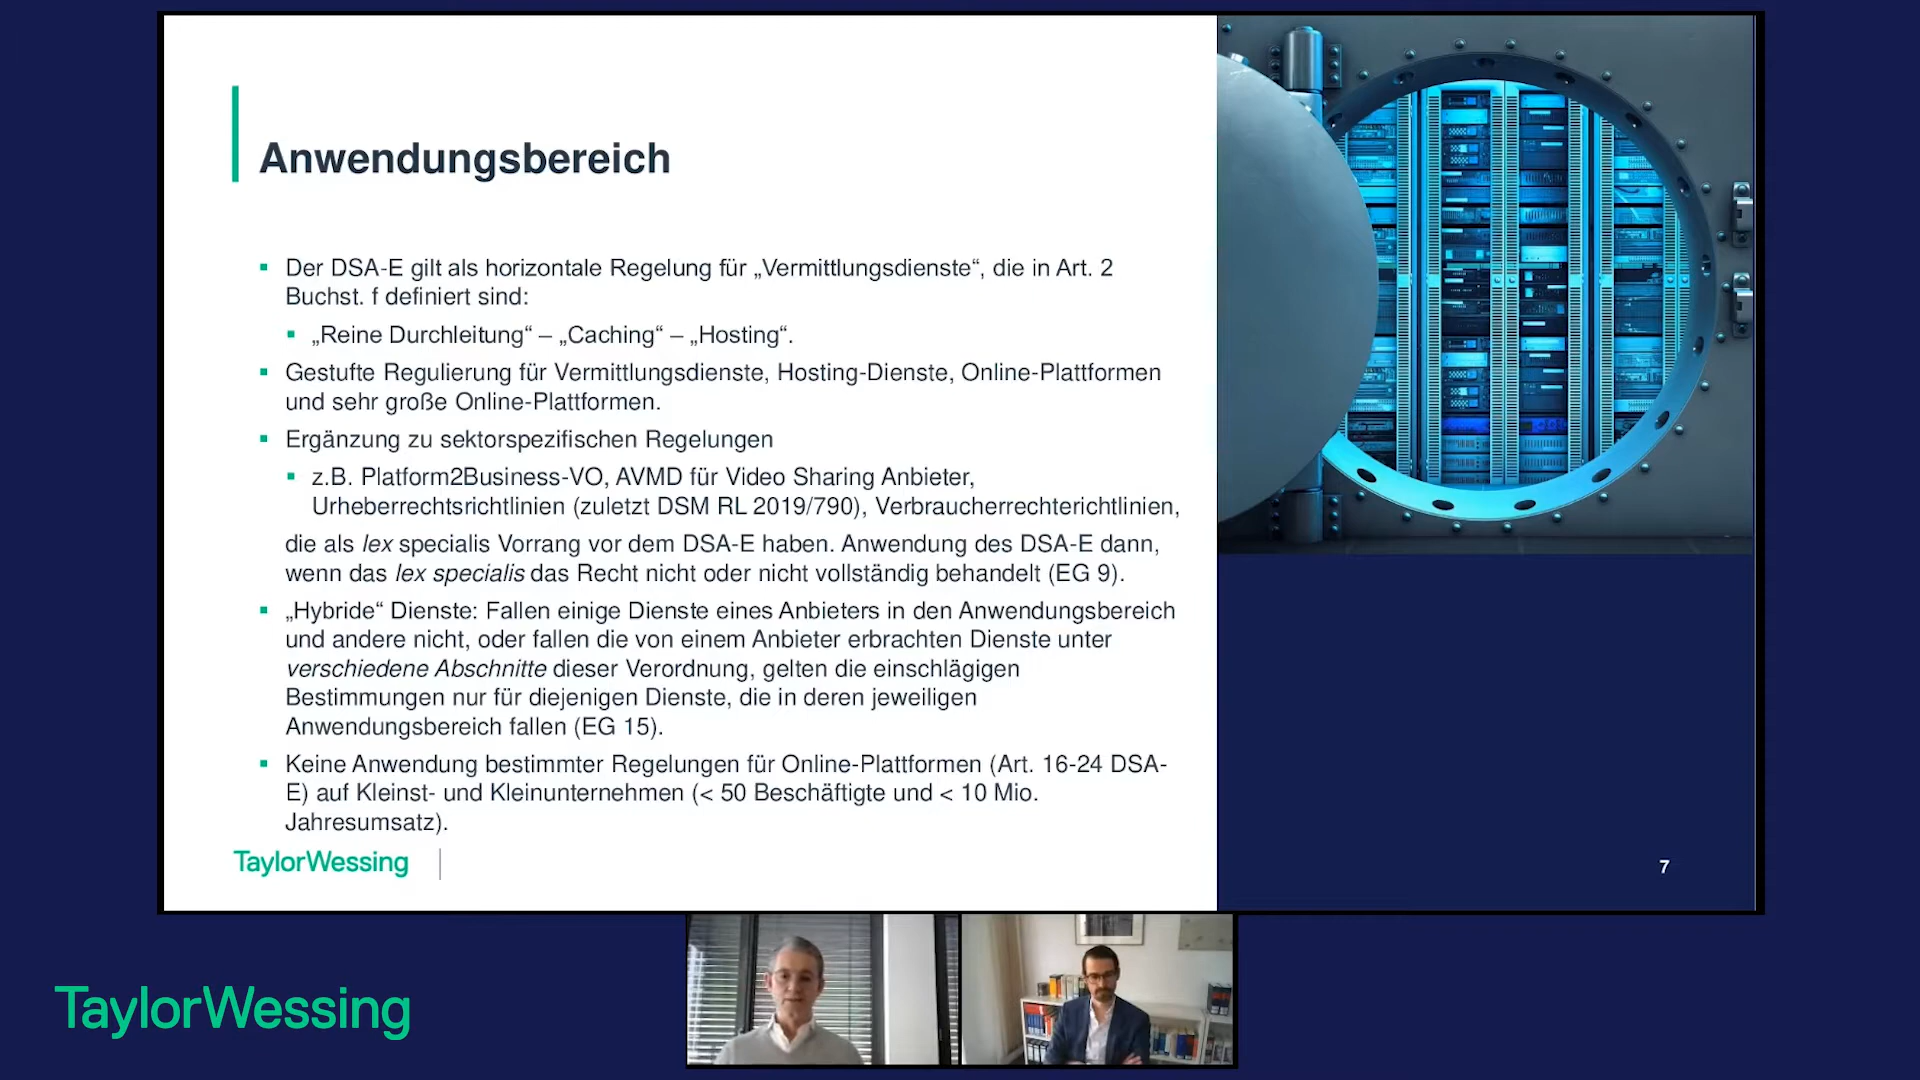 Anwendungsbereich
Der DSA-E gilt als horizontale Regelung für „Vermittlungsdienste“, die in Art. 2
Buchst. f definiert sind:
„Reine Durchleitung“ – „Caching“ – „Hosting“.
Gestufte Regulierung für Vermittlungsdienste, Hosting-Dienste, Online-Plattformen
und sehr große Online-Plattformen.
Ergänzung zu sektorspezifischen Regelungen
z.B. Platform2Business-VO, AVMD für Video Sharing Anbieter,
Urheberrechtsrichtlinien (zuletzt DSM RL 2019/790), Verbraucherrechterichtlinien,
die als lex specialis Vorrang vor dem DSA-E haben. Anwendung des DSA-E dann,
wenn das lex specialis das Recht nicht oder nicht vollständig behandelt (EG 9).
„Hybride“ Dienste: Fallen einige Dienste eines Anbieters in den Anwendungsbereich
und andere nicht, oder fallen die von einem Anbieter erbrachten Dienste unter
verschiedene Abschnitte dieser Verordnung, gelten die einschlägigen
Bestimmungen nur für diejenigen Dienste, die in deren jeweiligen
Anwendungsbereich fallen (EG 15).
Keine Anwendung bestimmter Regelungen für Online-Plattformen (Art. 16-24 DSA-
E) auf Kleinst- und Kleinunternehmen (< 50 Beschäftigte und < 10 Mio.
Jahresumsatz).
TaylorWessing
7
TaylorWessing